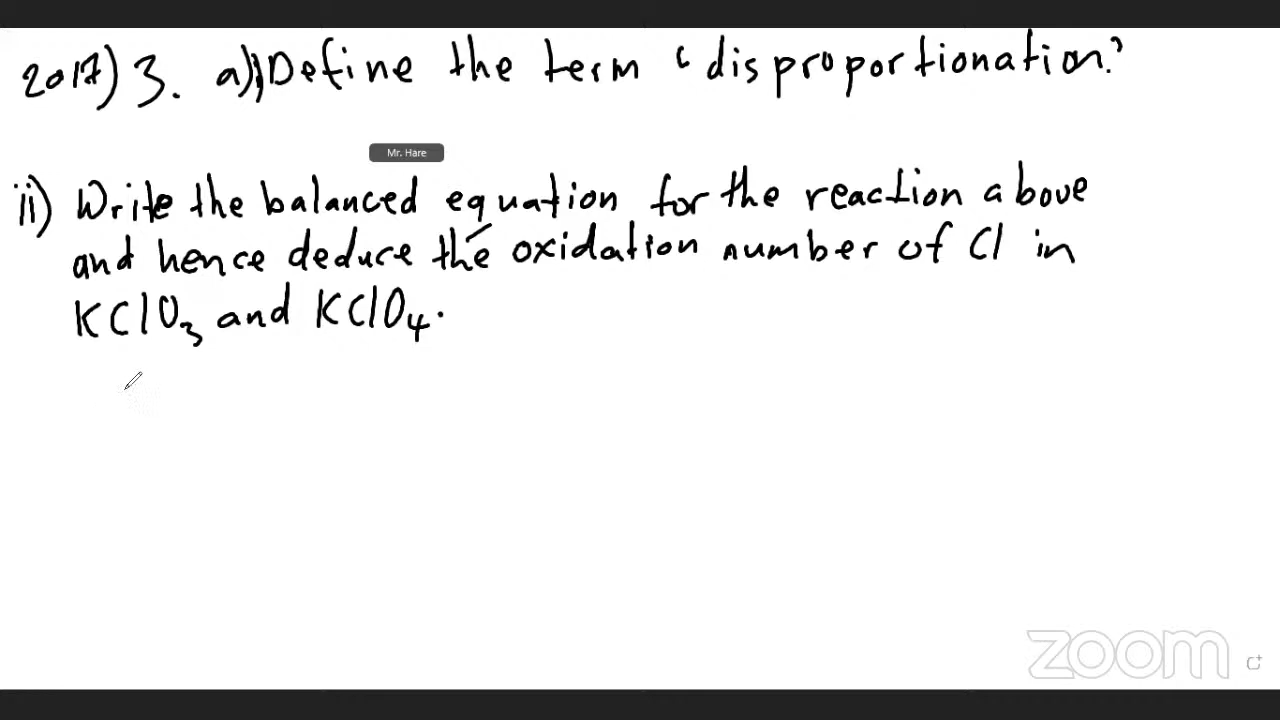 2017) 3. a)i) Define the term ‘disproportionation’
Mr. Hare
ii) Write the balanced equation for the reaction above
and hence deduce the oxidation number of Cl in
KClO₃ and KClO₄.
zoom